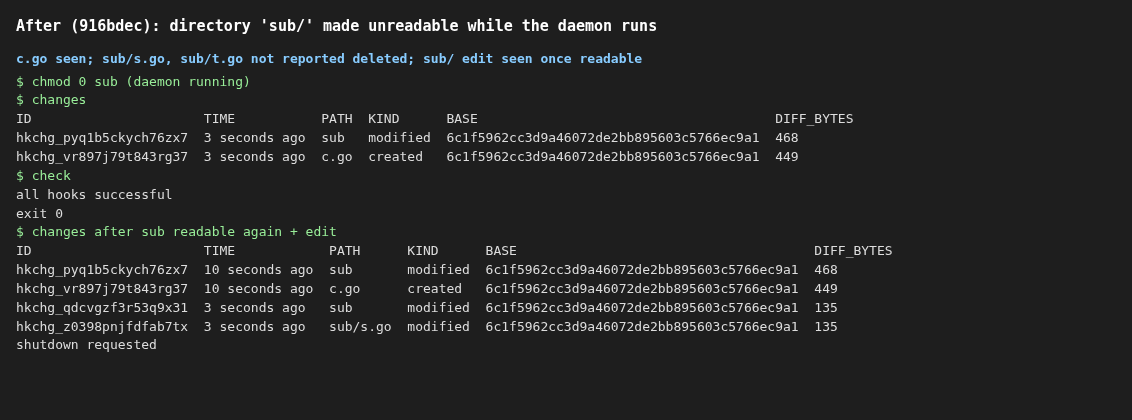 After (916bdec): directory 'sub/' made unreadable while the daemon runs
c.go seen; sub/s.go, sub/t.go not reported deleted; sub/ edit seen once readable
$ chmod 0 sub (daemon running)
$ changes
ID TIME PATH KIND BASE DIFF_BYTES
hkchg_pyq1b5ckych76zx7 3 seconds ago sub modified 6c1f5962cc3d9a46072de2bb895603c5766ec9a1 468
hkchg_vr897j79t843rg37 3 seconds ago c.go created 6c1f5962cc3d9a46072de2bb895603c5766ec9a1 449
$ check
all hooks successful
exit 0
$ changes after sub readable again + edit
ID TIME PATH KIND BASE DIFF_BYTES
hkchg_pyq1b5ckych76zx7 10 seconds ago sub modified 6c1f5962cc3d9a46072de2bb895603c5766ec9a1 468
hkchg_vr897j79t843rg37 10 seconds ago c.go created 6c1f5962cc3d9a46072de2bb895603c5766ec9a1 449
hkchg_qdcvgzf3r53q9x31 3 seconds ago sub modified 6c1f5962cc3d9a46072de2bb895603c5766ec9a1 135
hkchg_z0398pnjfdfab7tx 3 seconds ago sub/s.go modified 6c1f5962cc3d9a46072de2bb895603c5766ec9a1 135
shutdown requested